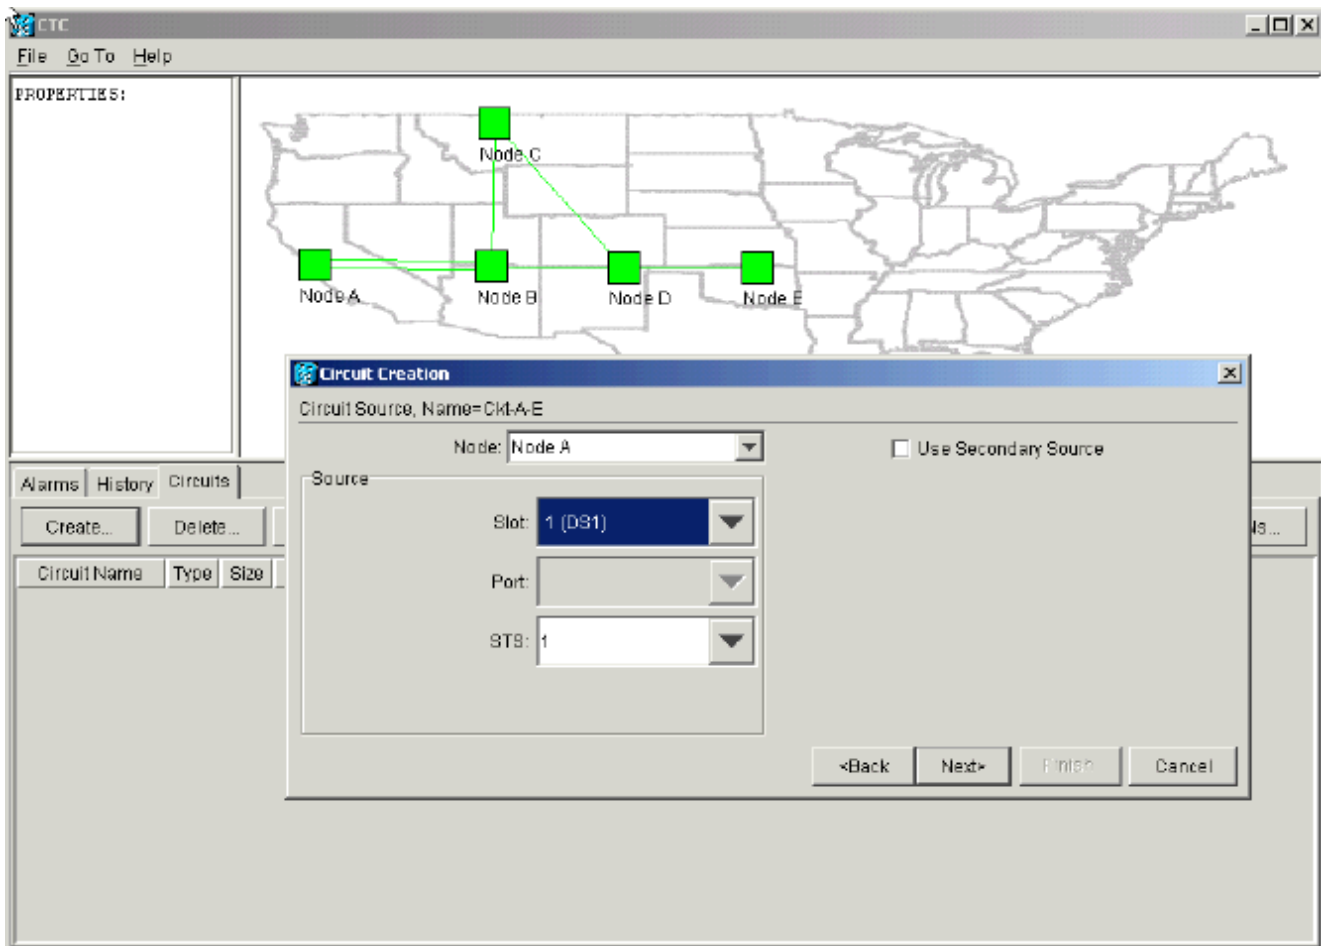 CTC
File Go To Help
PROPERTIES:
Node C
Node A
Node B
Node D
Node E
Circuit Creation
Circuit Source, Name=Ckt-A-E
Node: Node A
Use Secondary Source
Source
Slot: 1 (DS1)
Port:
STS: 1
<Back Next> Finish Cancel
Alarms History Circuits
Create... Delete...
Circuit Name Type Size